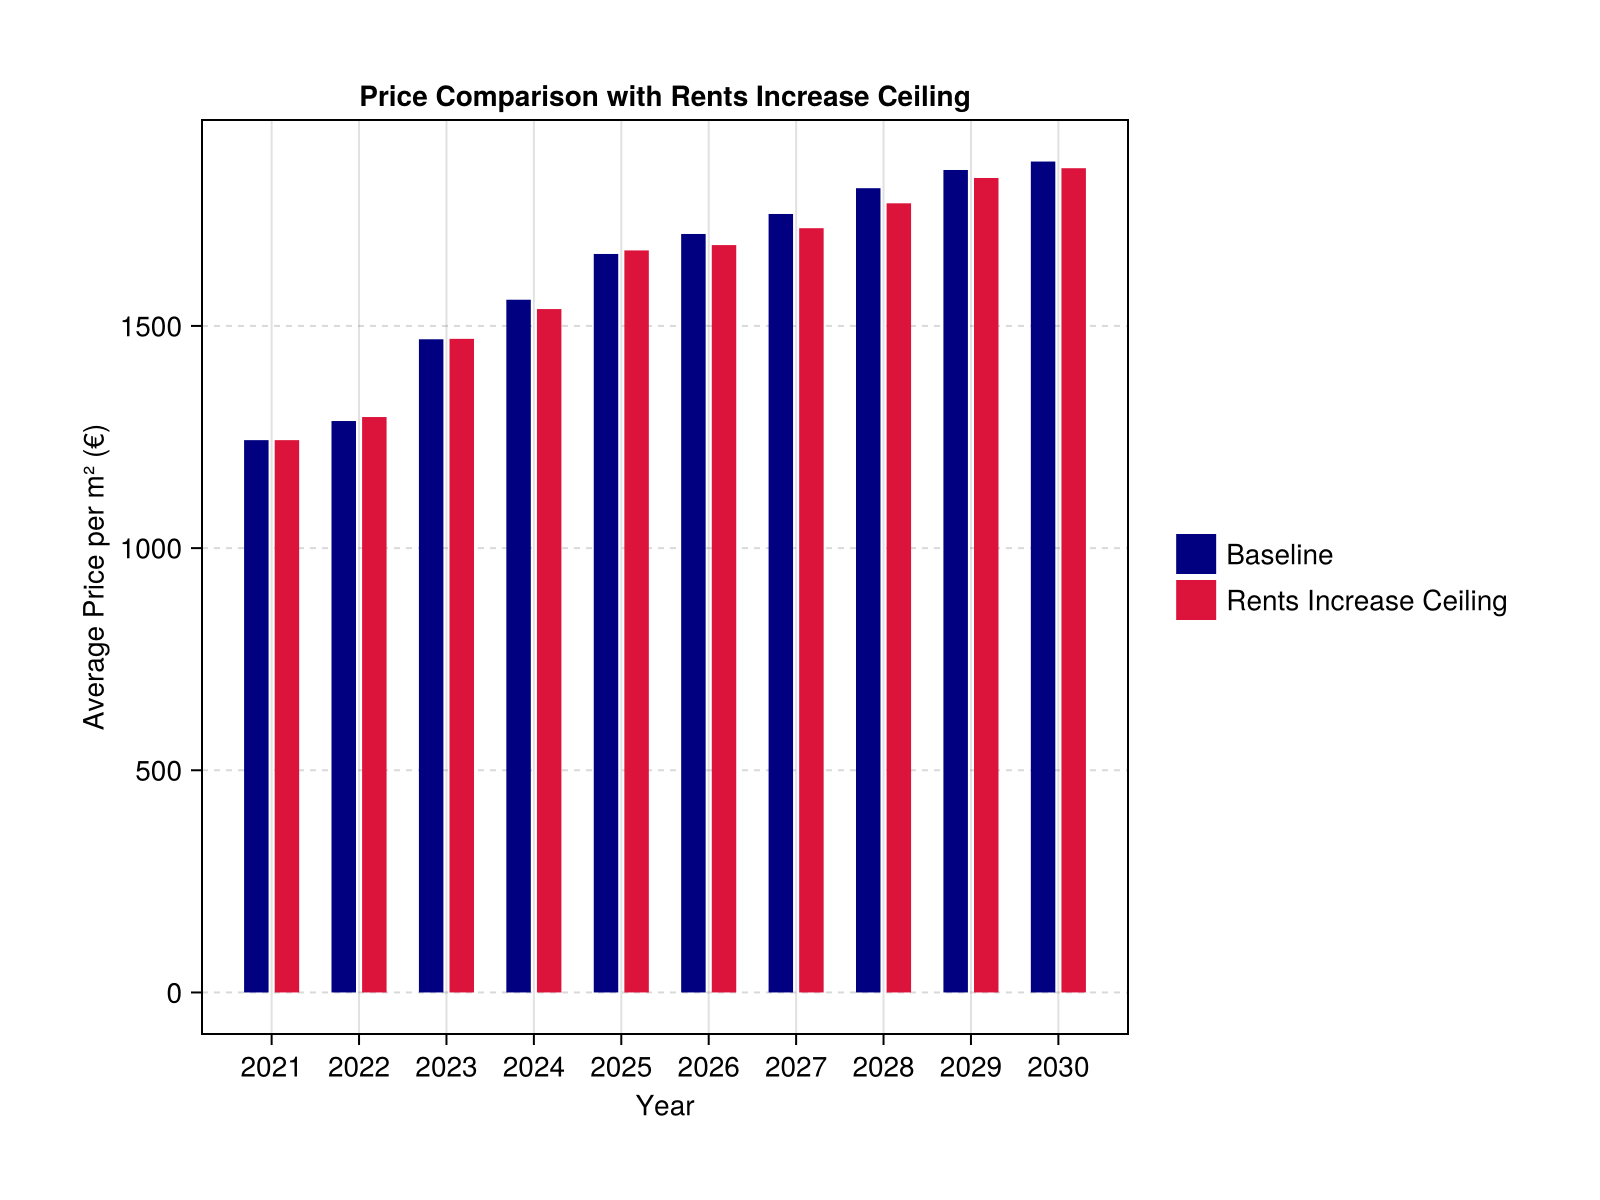 Price Comparison with Rents Increase Ceiling
Average Price per m² (€)
1500
1000
500
0
2021 2022 2023 2024 2025 2026 2027 2028 2029 2030
Year
Baseline
Rents Increase Ceiling